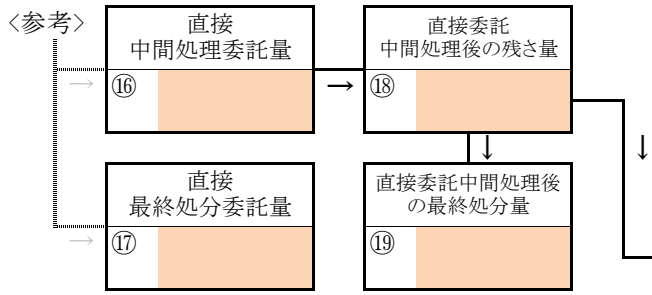 〈参考〉
直接
中間処理委託量
→
⑯
→
直接委託
中間処理後の残さ量
⑱
↓
↓
直接
最終処分委託量
→
⑰
直接委託中間処理後
の最終処分量
⑲